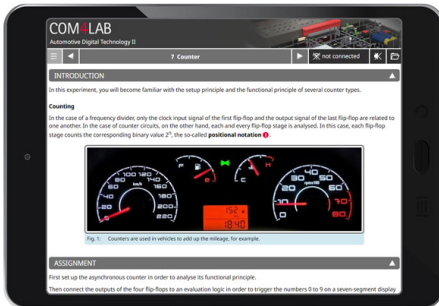 COM4LAB
Automotive Digital Technology II
7 Counter
not connected
INTRODUCTION
In this experiment, you will become familiar with the setup principle and the functional principle of several counter types.
Counting
In the case of a frequency divider, only the clock input signal of the first flip-flop and the output signal of the last flip-flop are related to
one another. In the case of counter circuits, on the other hand, each and every flip-flop stage is analysed. In this case, each flip-flop
stage counts the corresponding binary value 2ⁿ, the so-called positional notation
Fig. 1: Counters are used in vehicles to add up the mileage, for example.
ASSIGNMENT
First set up the asynchronous counter in order to analyse its functional principle.
Then connect the outputs of the four flip-flops to an evaluation logic in order to trigger the numbers 0 to 9 on a seven-segment display